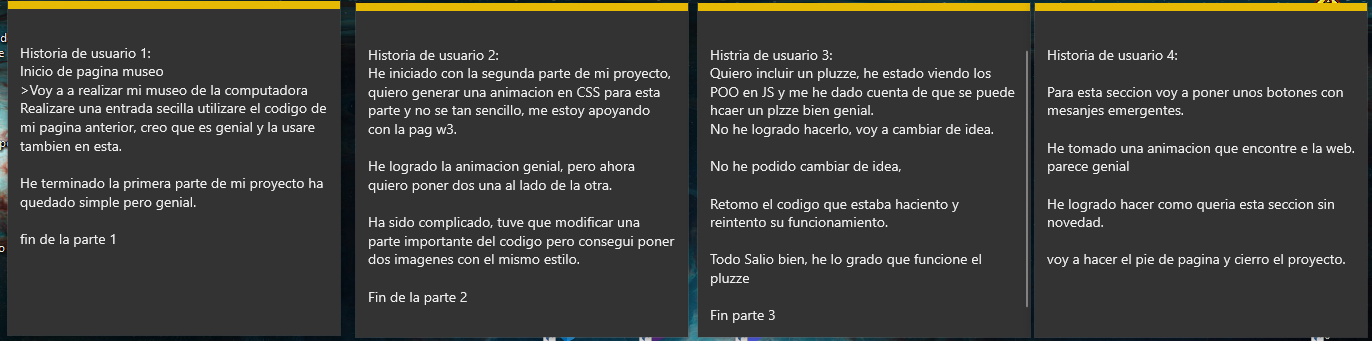 Historia de usuario 1:
Inicio de pagina museo
>Voy a a realizar mi museo de la computadora
Realizare una entrada secilla utilizare el codigo de
mi pagina anterior, creo que es genial y la usare
tambien en esta.
He terminado la primera parte de mi proyecto ha
quedado simple pero genial.
fin de la parte 1
Historia de usuario 2:
He iniciado con la segunda parte de mi proyecto,
quiero generar una animacion en CSS para esta
parte y no se tan sencillo, me estoy apoyando
con la pag w3.
He logrado la animacion genial, pero ahora
quiero poner dos una al lado de la otra.
Ha sido complicado, tuve que modificar una
parte importante del codigo pero consegui poner
dos imagenes con el mismo estilo.
Fin de la parte 2
Histria de usuario 3:
Quiero incluir un pluzze, he estado viendo los
POO en JS y me he dado cuenta de que se puede
hcaer un plzze bien genial.
No he logrado hacerlo, voy a cambiar de idea.
No he podido cambiar de idea,
Retomo el codigo que estaba haciento y
reintento su funcionamiento.
Todo Salio bien, he lo grado que funcione el
pluzze
Fin parte 3
Historia de usuario 4:
Para esta seccion voy a poner unos botones con
mesanjes emergentes.
He tomado una animacion que encontre e la web.
parece genial
He logrado hacer como queria esta seccion sin
novedad.
voy a hacer el pie de pagina y cierro el proyecto.